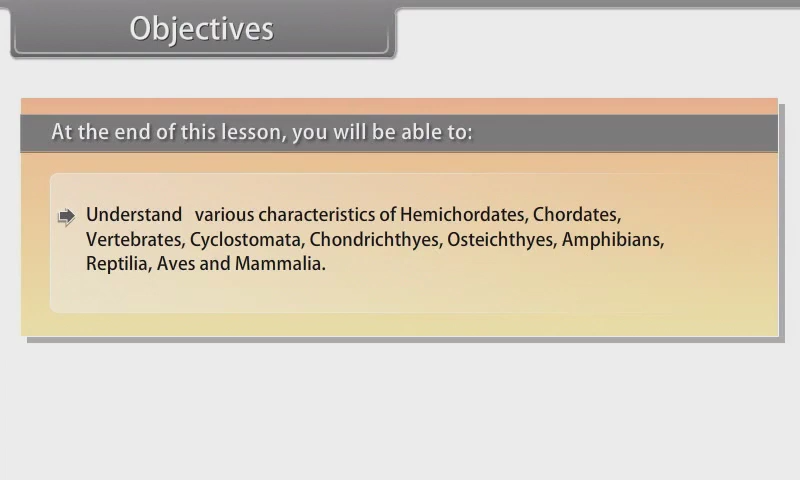 Objectives
At the end of this lesson, you will be able to:
Understand various characteristics of Hemichordates, Chordates,
Vertebrates, Cyclostomata, Chondrichthyes, Osteichthyes, Amphibians,
Reptilia, Aves and Mammalia.